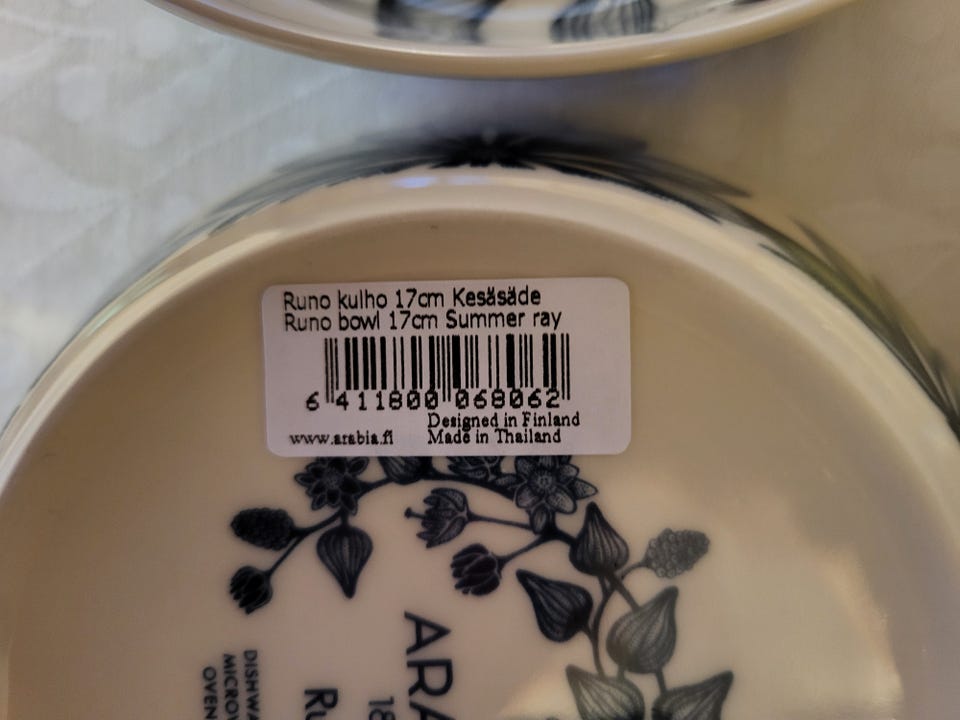 Runo kulho 17cm Kesäsäde
Runo bowl 17cm Summer ray
6 411800 068062
Designed in Finland
www.arabia.fi Made in Thailand
ARA
18
Ru
DISHWA
MICROW
OVEN